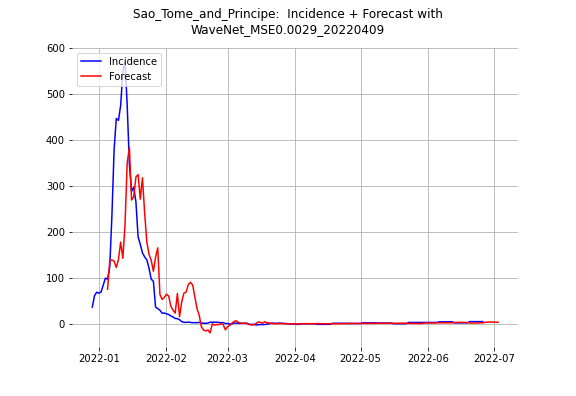 Sao_Tome_and_Principe:  Incidence + Forecast with
WaveNet_MSE0.0029_20220409
Incidence
Forecast
600
500
400
300
200
100
0
2022-01 2022-02 2022-03 2022-04 2022-05 2022-06 2022-07